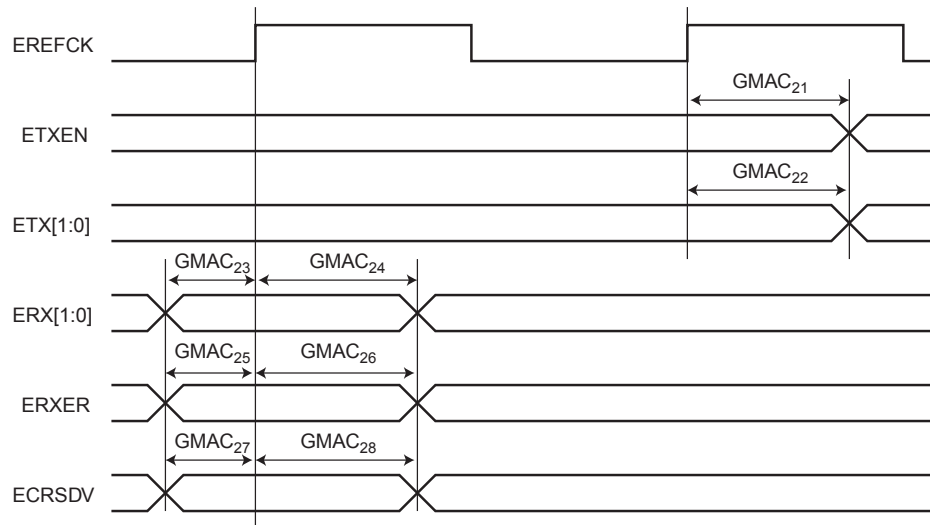 EREFCK
GMAC21
ETXEN
GMAC22
ETX[1:0]
GMAC23 GMAC24
ERX[1:0]
GMAC25 GMAC26
ERXER
GMAC27 GMAC28
ECRSDV